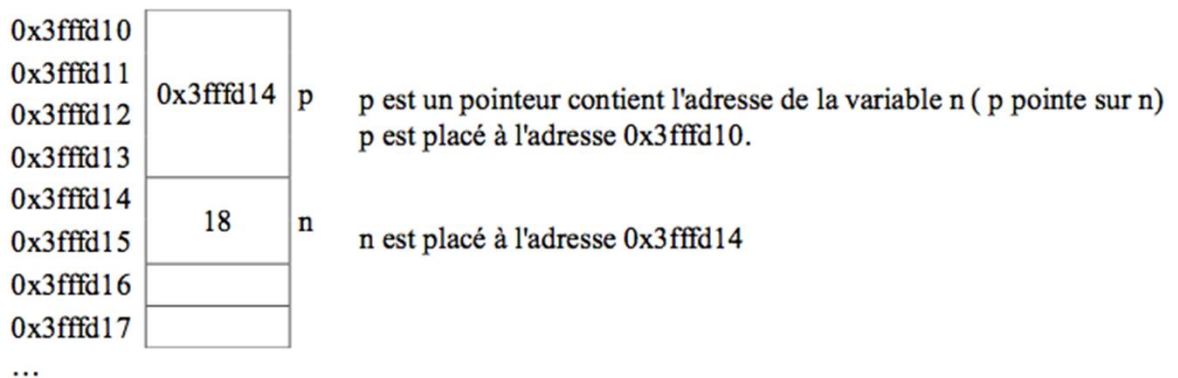 0x3fffd10
0x3fffd11
0x3fffd12
0x3fffd13
0x3fffd14
0x3fffd15
0x3fffd16
0x3fffd17
...
0x3fffd14 p
18 n
p est un pointeur contient l'adresse de la variable n ( p pointe sur n)
p est placé à l'adresse 0x3fffd10.
n est placé à l'adresse 0x3fffd14